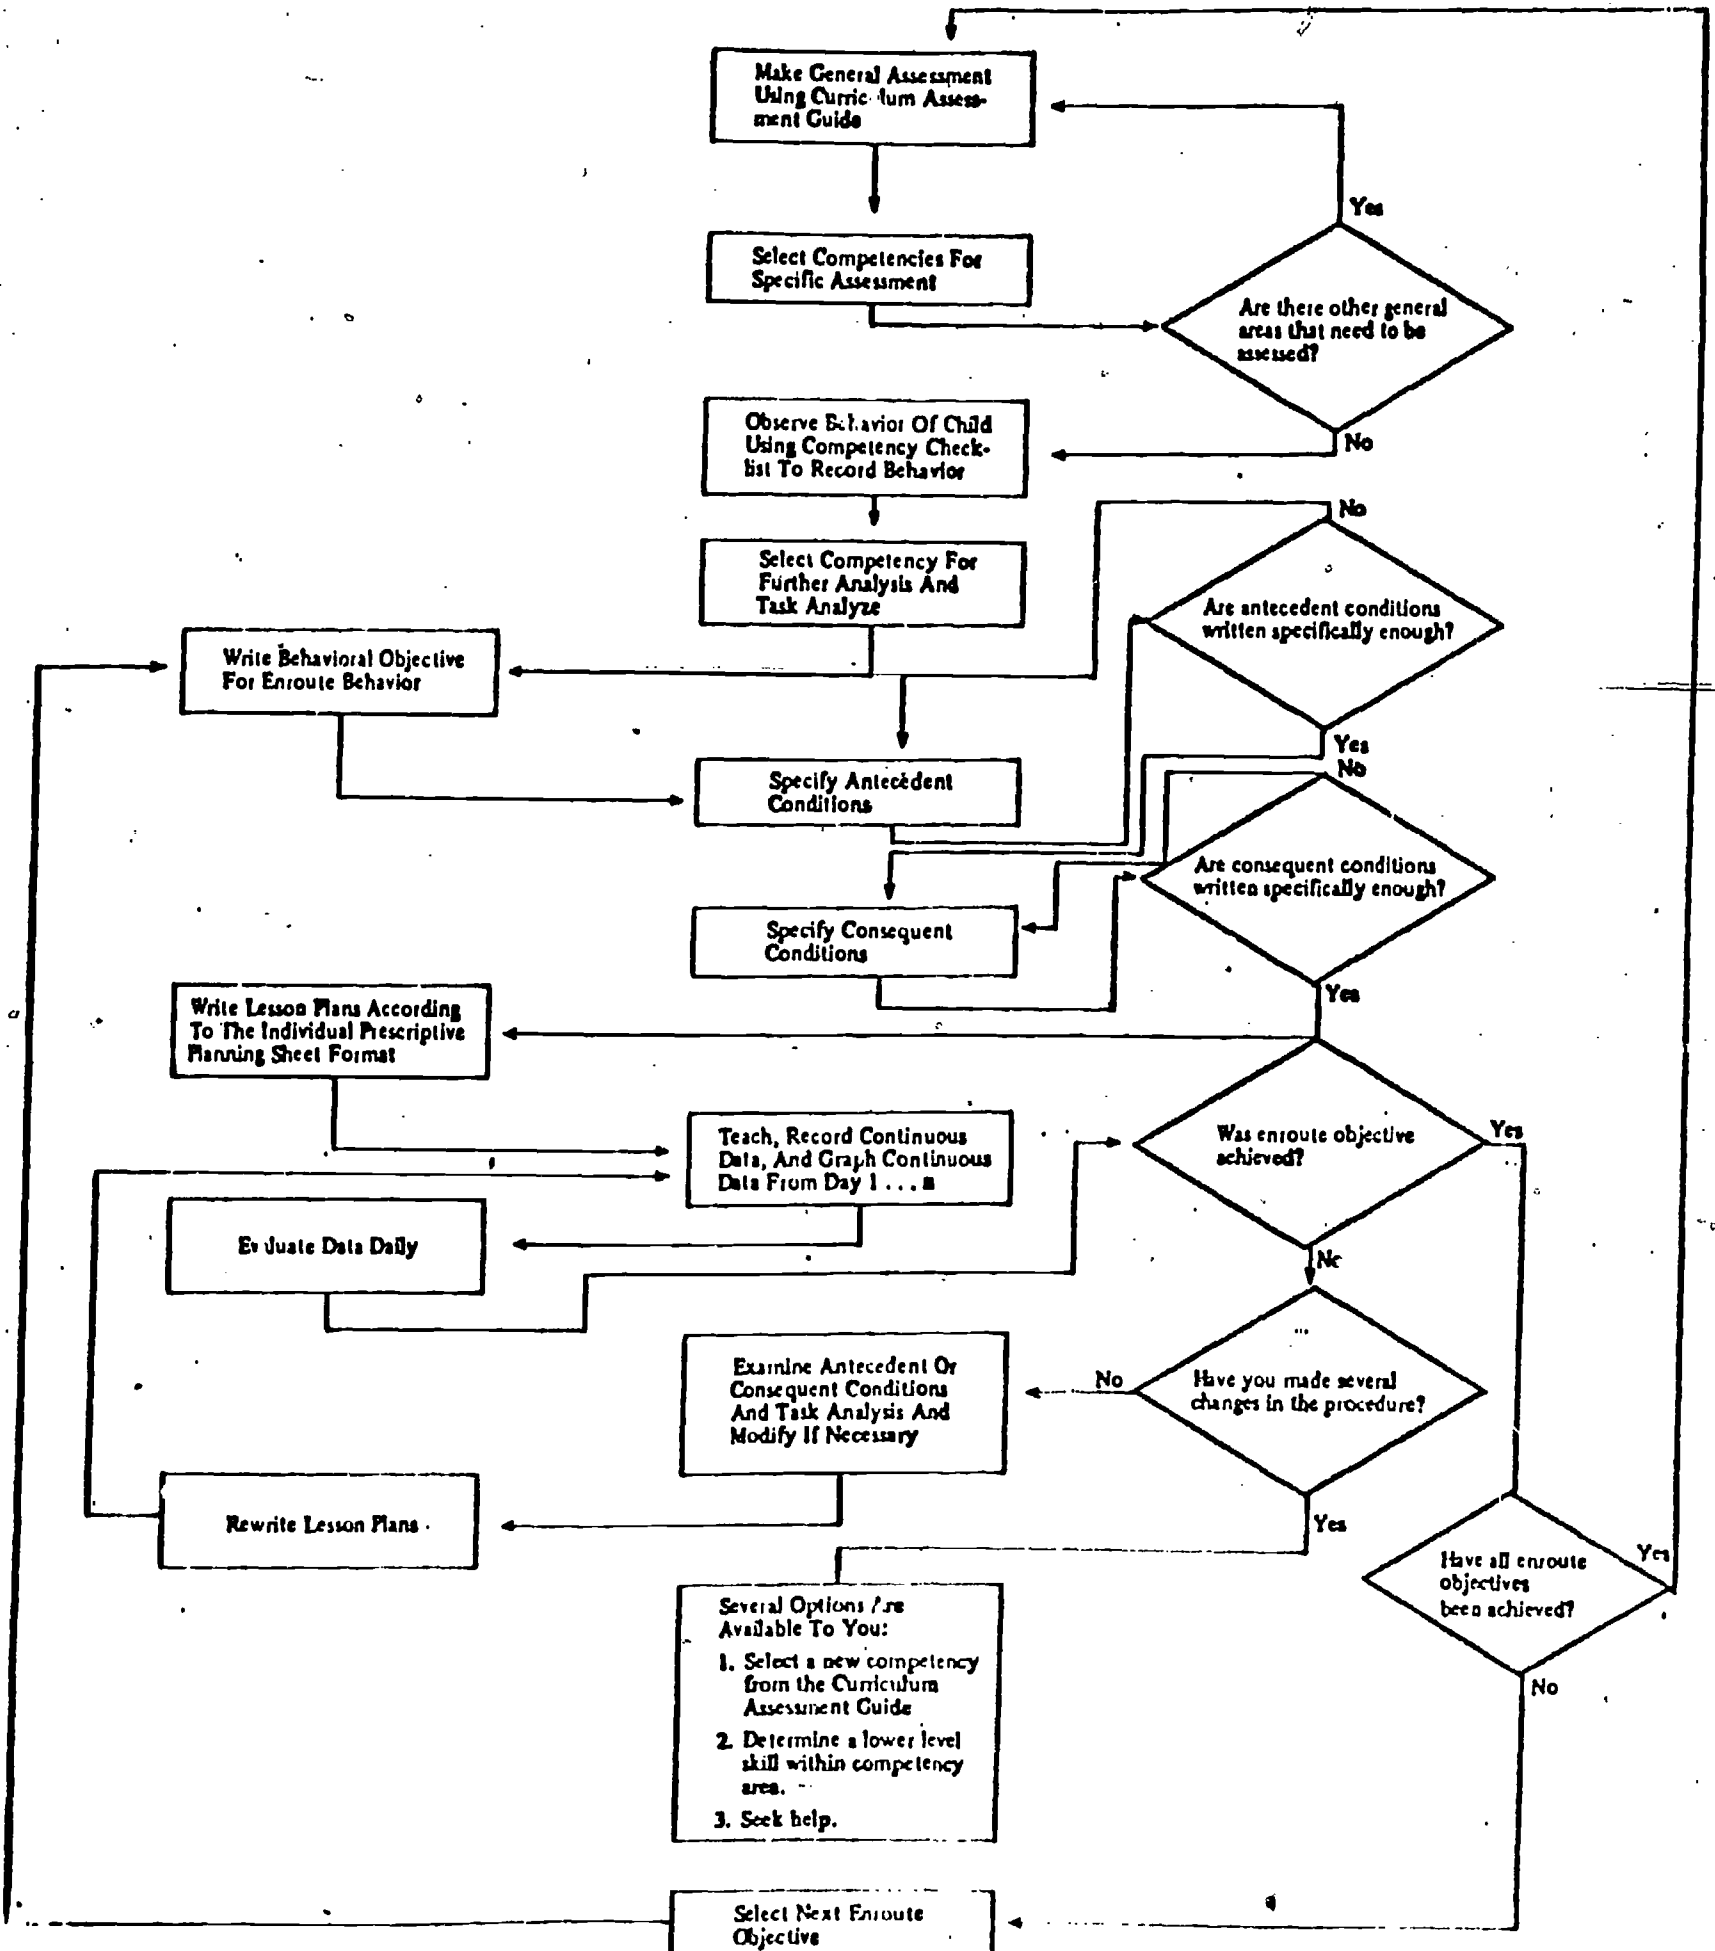 Make General Assessment
Using Curriculum Assess-
ment Guide
Yes
Select Competencies For
Specific Assessment
Are there other general
areas that need to be
assessed?
No
Observe Behavior Of Child
Using Competency Check-
list To Record Behavior
No
Select Competency For
Further Analysis And
Task Analyze
Are antecedent conditions
written specifically enough?
Write Behavioral Objective
For Enroute Behavior
Yes
No
Specify Antecedent
Conditions
Are consequent conditions
written specifically enough?
Specify Consequent
Conditions
Yes
Write Lesson Plans According
To The Individual Prescriptive
Planning Sheet Format
Teach, Record Continuous
Data, And Graph Continuous
Data From Day 1 . . . n
Was enroute objective
achieved?
Yes
Evaluate Data Daily
No
Examine Antecedent Or
Consequent Conditions
And Task Analysis And
Modify If Necessary
No
Have you made several
changes in the procedure?
Rewrite Lesson Plans
Yes
Have all enroute
objectives
been achieved?
Yes
Several Options Are
Available To You:
1. Select a new competency
from the Curriculum
Assessment Guide
2. Determine a lower level
skill within competency
area.
3. Seek help.
No
Select Next Enroute
Objective